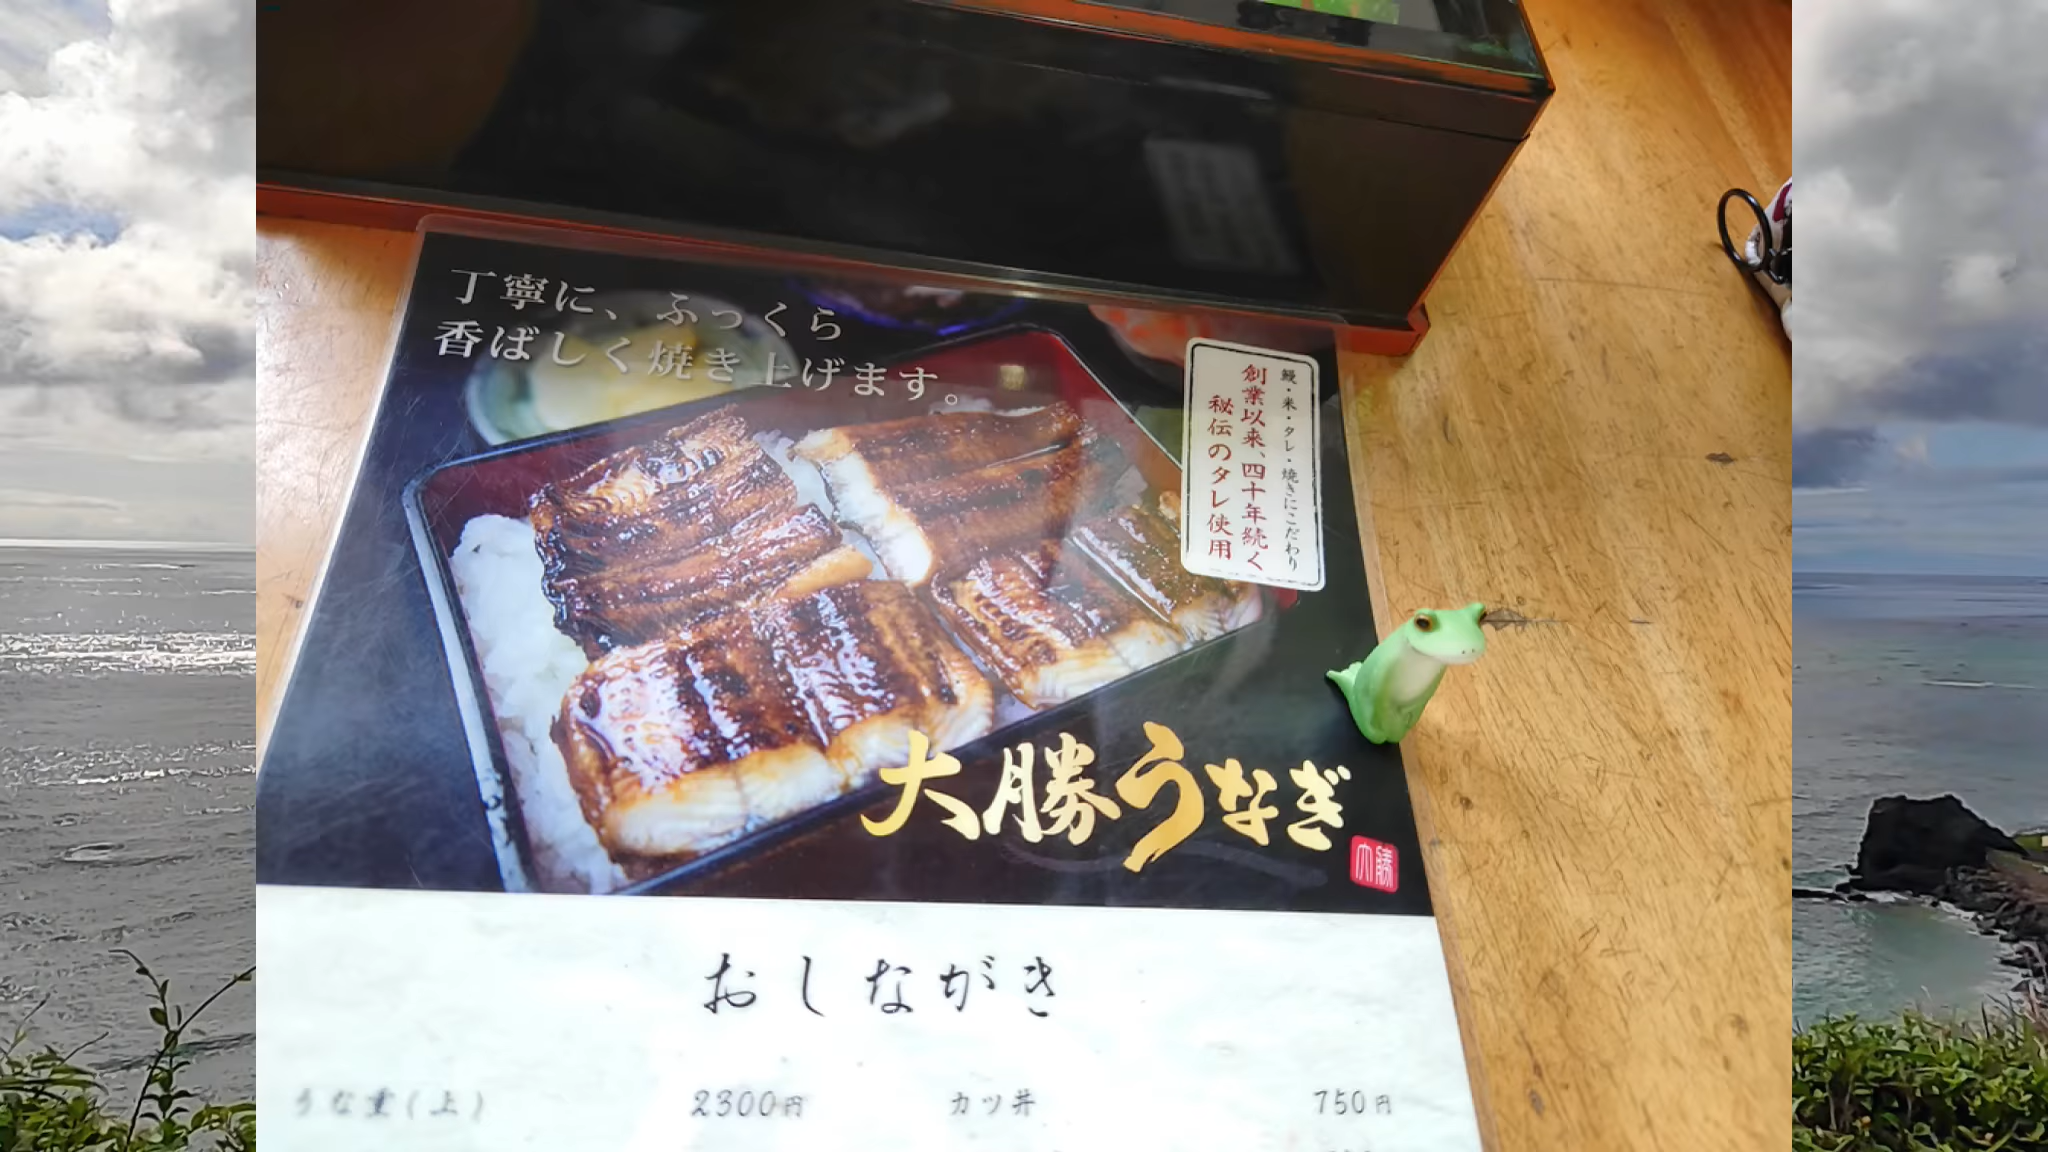 丁寧に、ふっくら
香ばしく焼き上げます。
鰻・米・タレ・焼きにこだわり
創業以来、四十年続く
秘伝のタレ使用
大勝うなぎ
大勝
おしながき
うな重(上) 2300円 カツ丼 750円